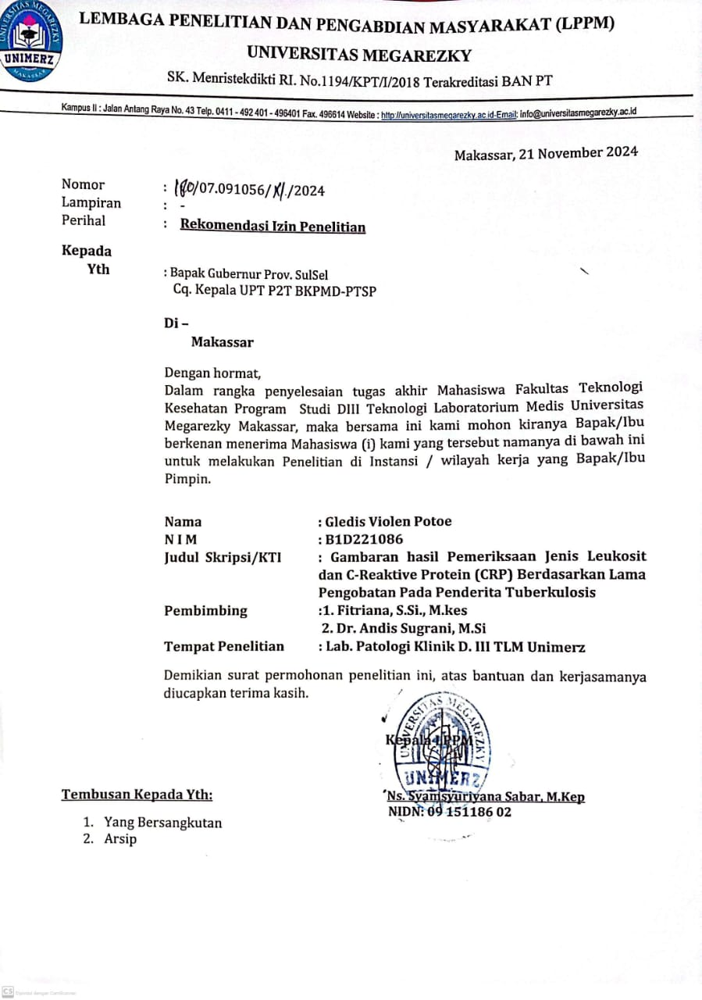 LEMBAGA PENELITIAN DAN PENGABDIAN MASYARAKAT (LPPM)
UNIVERSITAS MEGAREZKY
SK. Menristekdikti RI. No.1194/KPT/I/2018 Terakreditasi BAN PT
UNIVERSITAS MEGAREZKY
UNIMERZ
MAKASSAR
Kampus II : Jalan Antang Raya No. 43 Telp. 0411 - 492 401 - 496401 Fax. 496614 Website : http://universitasmegarezky.ac.id-Email: info@universitasmegarezky.ac.id
Makassar, 21 November 2024
Nomor : 180/07.091056/XI/2024
Lampiran : -
Perihal : Rekomendasi Izin Penelitian
Kepada
Yth : Bapak Gubernur Prov. SulSel
Cq. Kepala UPT P2T BKPMD-PTSP
Di –
Makassar
Dengan hormat,
Dalam rangka penyelesaian tugas akhir Mahasiswa Fakultas Teknologi
Kesehatan Program Studi DIII Teknologi Laboratorium Medis Universitas
Megarezky Makassar, maka bersama ini kami mohon kiranya Bapak/Ibu
berkenan menerima Mahasiswa (i) kami yang tersebut namanya di bawah ini
untuk melakukan Penelitian di Instansi / wilayah kerja yang Bapak/Ibu
Pimpin.
Nama : Gledis Violen Potoe
N I M : B1D221086
Judul Skripsi/KTI : Gambaran hasil Pemeriksaan Jenis Leukosit
dan C-Reaktive Protein (CRP) Berdasarkan Lama
Pengobatan Pada Penderita Tuberkulosis
Pembimbing :1. Fitriana, S.Si., M.kes
2. Dr. Andis Sugrani, M.Si
Tempat Penelitian : Lab. Patologi Klinik D. III TLM Unimerz
Demikian surat permohonan penelitian ini, atas bantuan dan kerjasamanya
diucapkan terima kasih.
Kepala LPPM
UNIVERSITAS MEGAREZKY
UNIMERZ
Ns. Syamsyuriyana Sabar, M.Kep
NIDN: 09 151186 02
Tembusan Kepada Yth:
1. Yang Bersangkutan
2. Arsip
CS Dipindai dengan CamScanner